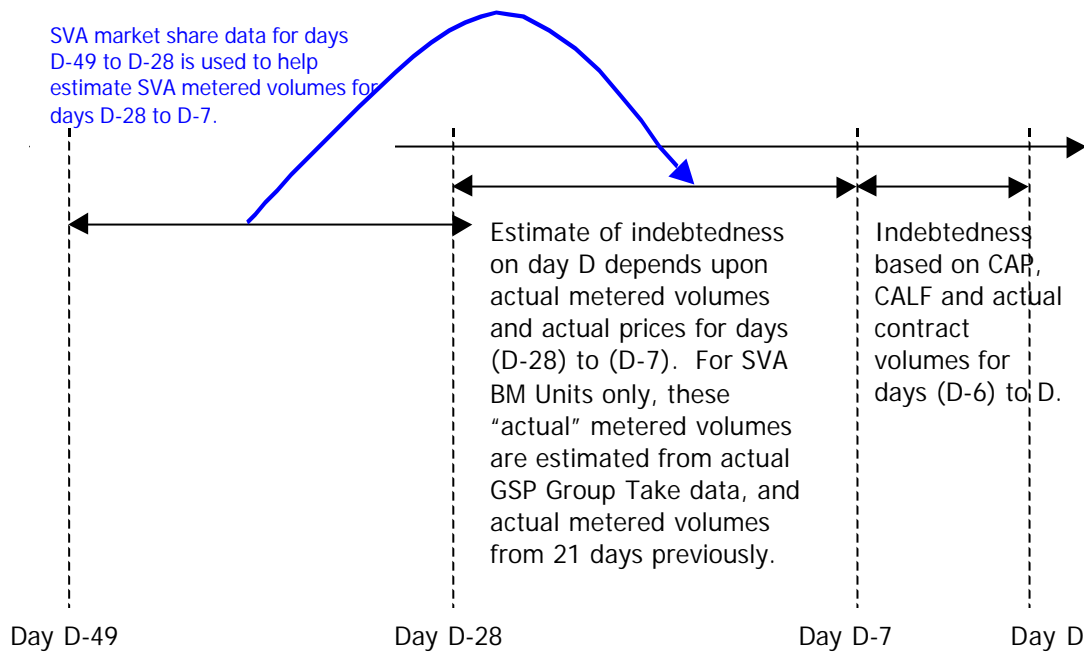 SVA market share data for days
D-49 to D-28 is used to help
estimate SVA metered volumes for
days D-28 to D-7.
Estimate of indebtedness
on day D depends upon
actual metered volumes
and actual prices for days
(D-28) to (D-7). For SVA
BM Units only, these
“actual” metered volumes
are estimated from actual
GSP Group Take data, and
actual metered volumes
from 21 days previously.
Indebtedness
based on CAP,
CALF and actual
contract
volumes for
days (D-6) to D.
Day D-49
Day D-28
Day D-7
Day D